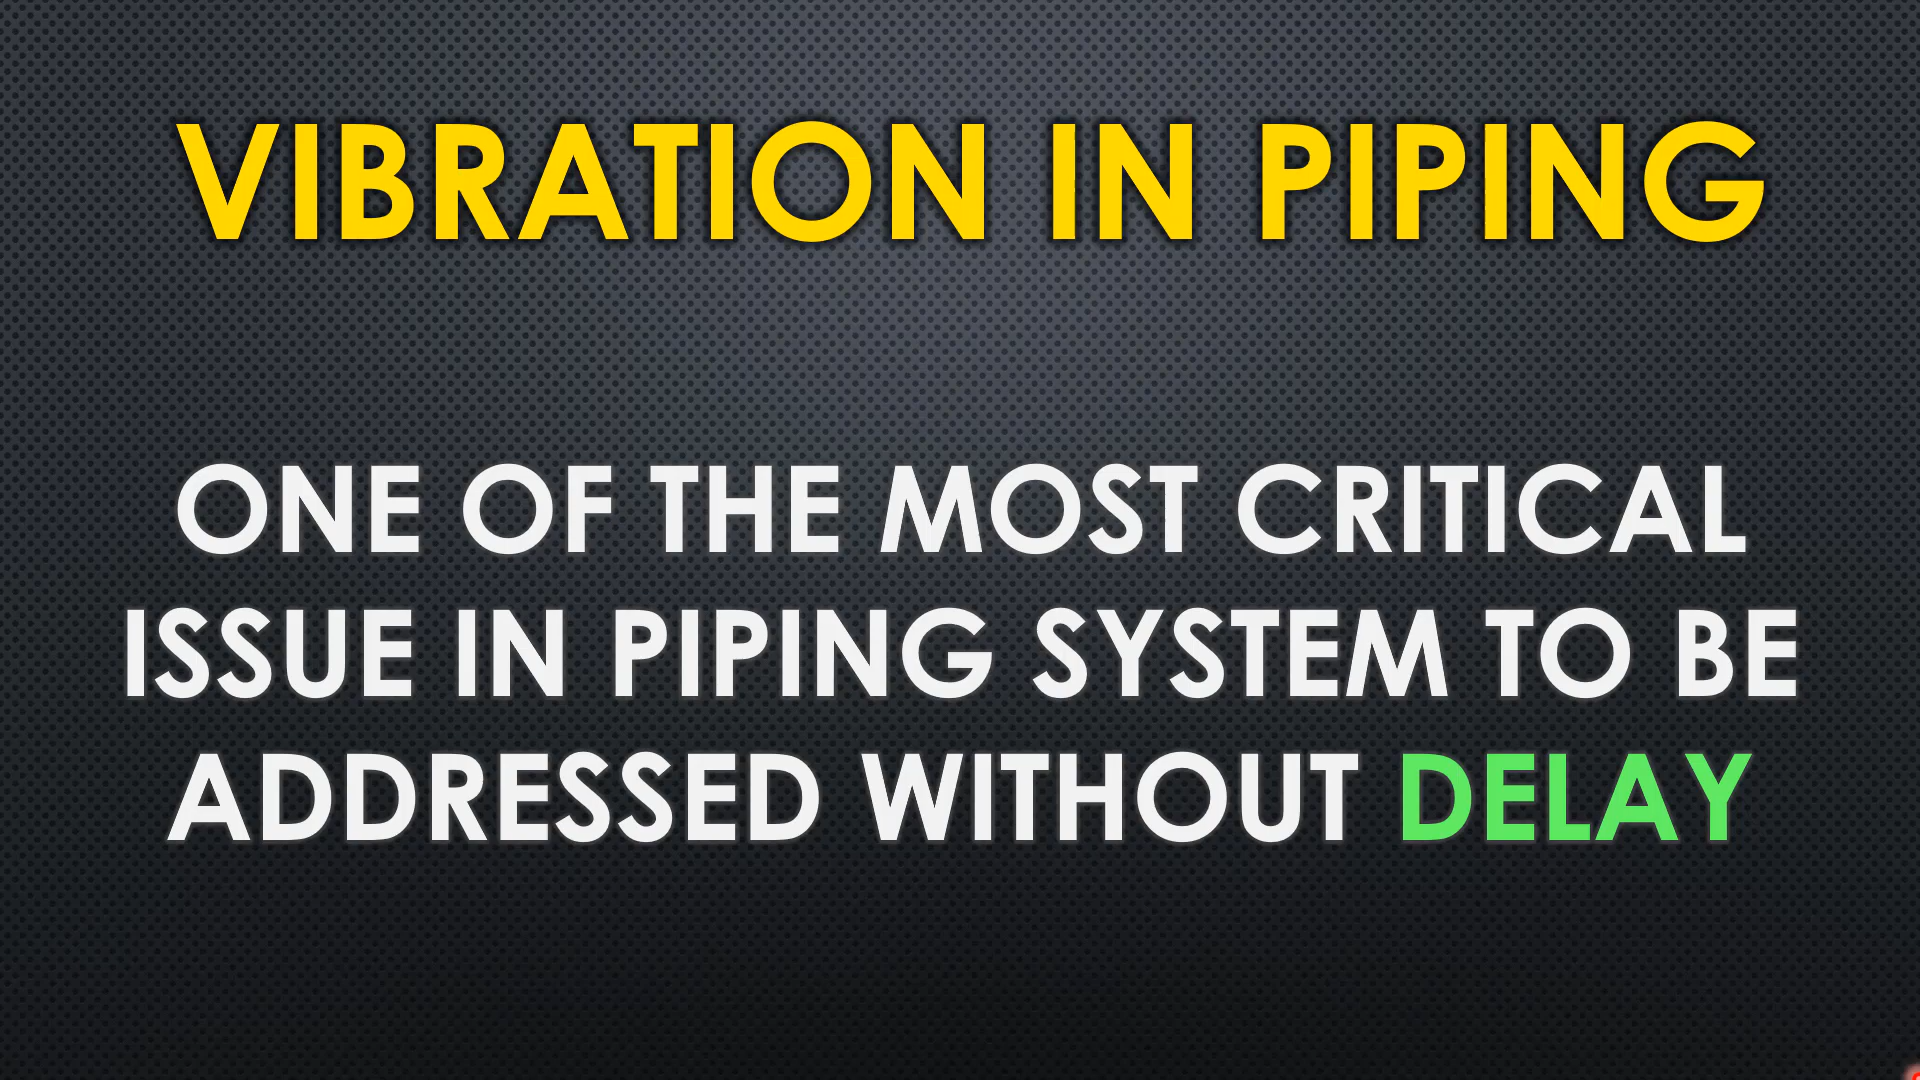 VIBRATION IN PIPING
ONE OF THE MOST CRITICAL
ISSUE IN PIPING SYSTEM TO BE
ADDRESSED WITHOUT DELAY